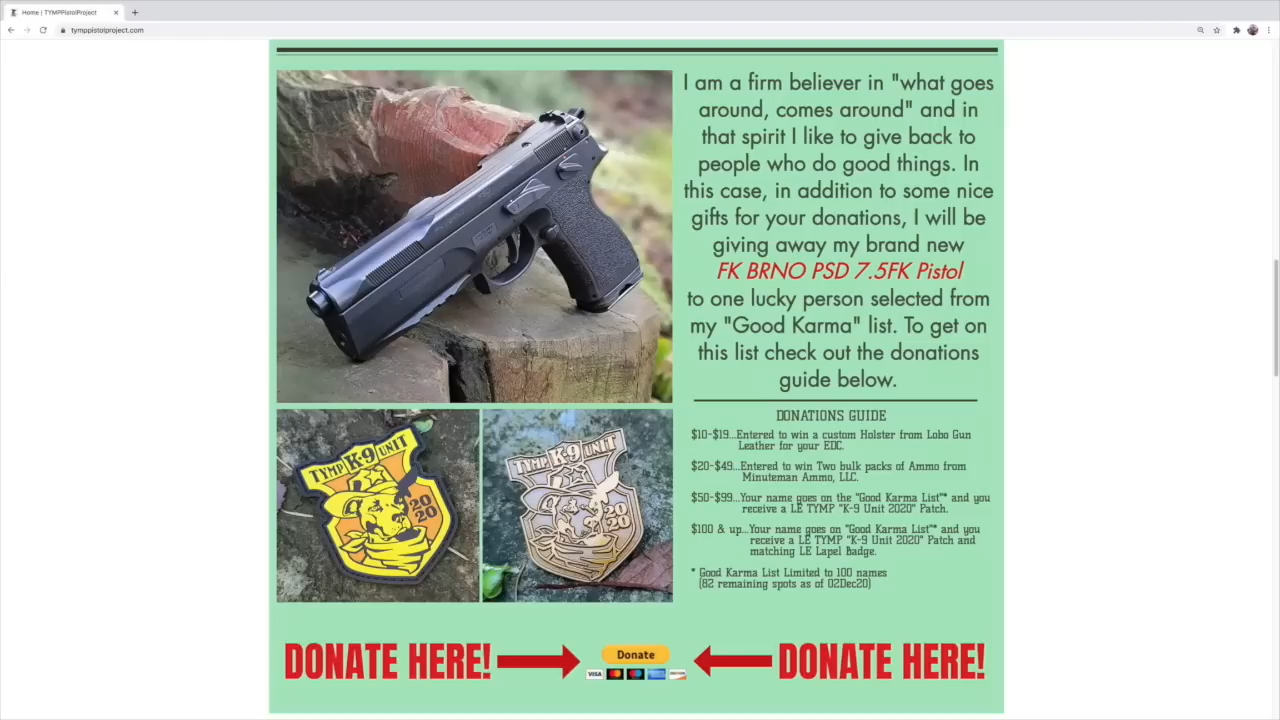 Home | TYMPPistolProject
tymppistolproject.com
I am a firm believer in "what goes
around, comes around" and in
that spirit I like to give back to
people who do good things. In
this case, in addition to some nice
gifts for your donations, I will be
giving away my brand new
FK BRNO PSD 7.5FK Pistol
to one lucky person selected from
my "Good Karma" list. To get on
this list check out the donations
guide below.
DONATIONS GUIDE
$10-$19...Entered to win a custom Holster from Lobo Gun
Leather for your EDC.
$20-$49...Entered to win Two bulk packs of Ammo from
Minuteman Ammo, LLC.
$50-$99...Your name goes on the "Good Karma List"* and you
receive a LE TYMP "K-9 Unit 2020" Patch.
$100 & up...Your name goes on "Good Karma List"* and you
receive a LE TYMP "K-9 Unit 2020" Patch and
matching LE Lapel Badge.
* Good Karma List Limited to 100 names
(82 remaining spots as of 02Dec20)
TYMP K-9 UNIT
20
20
TYMP K-9 UNIT
20
20
DONATE HERE!
Donate
VISA
DONATE HERE!